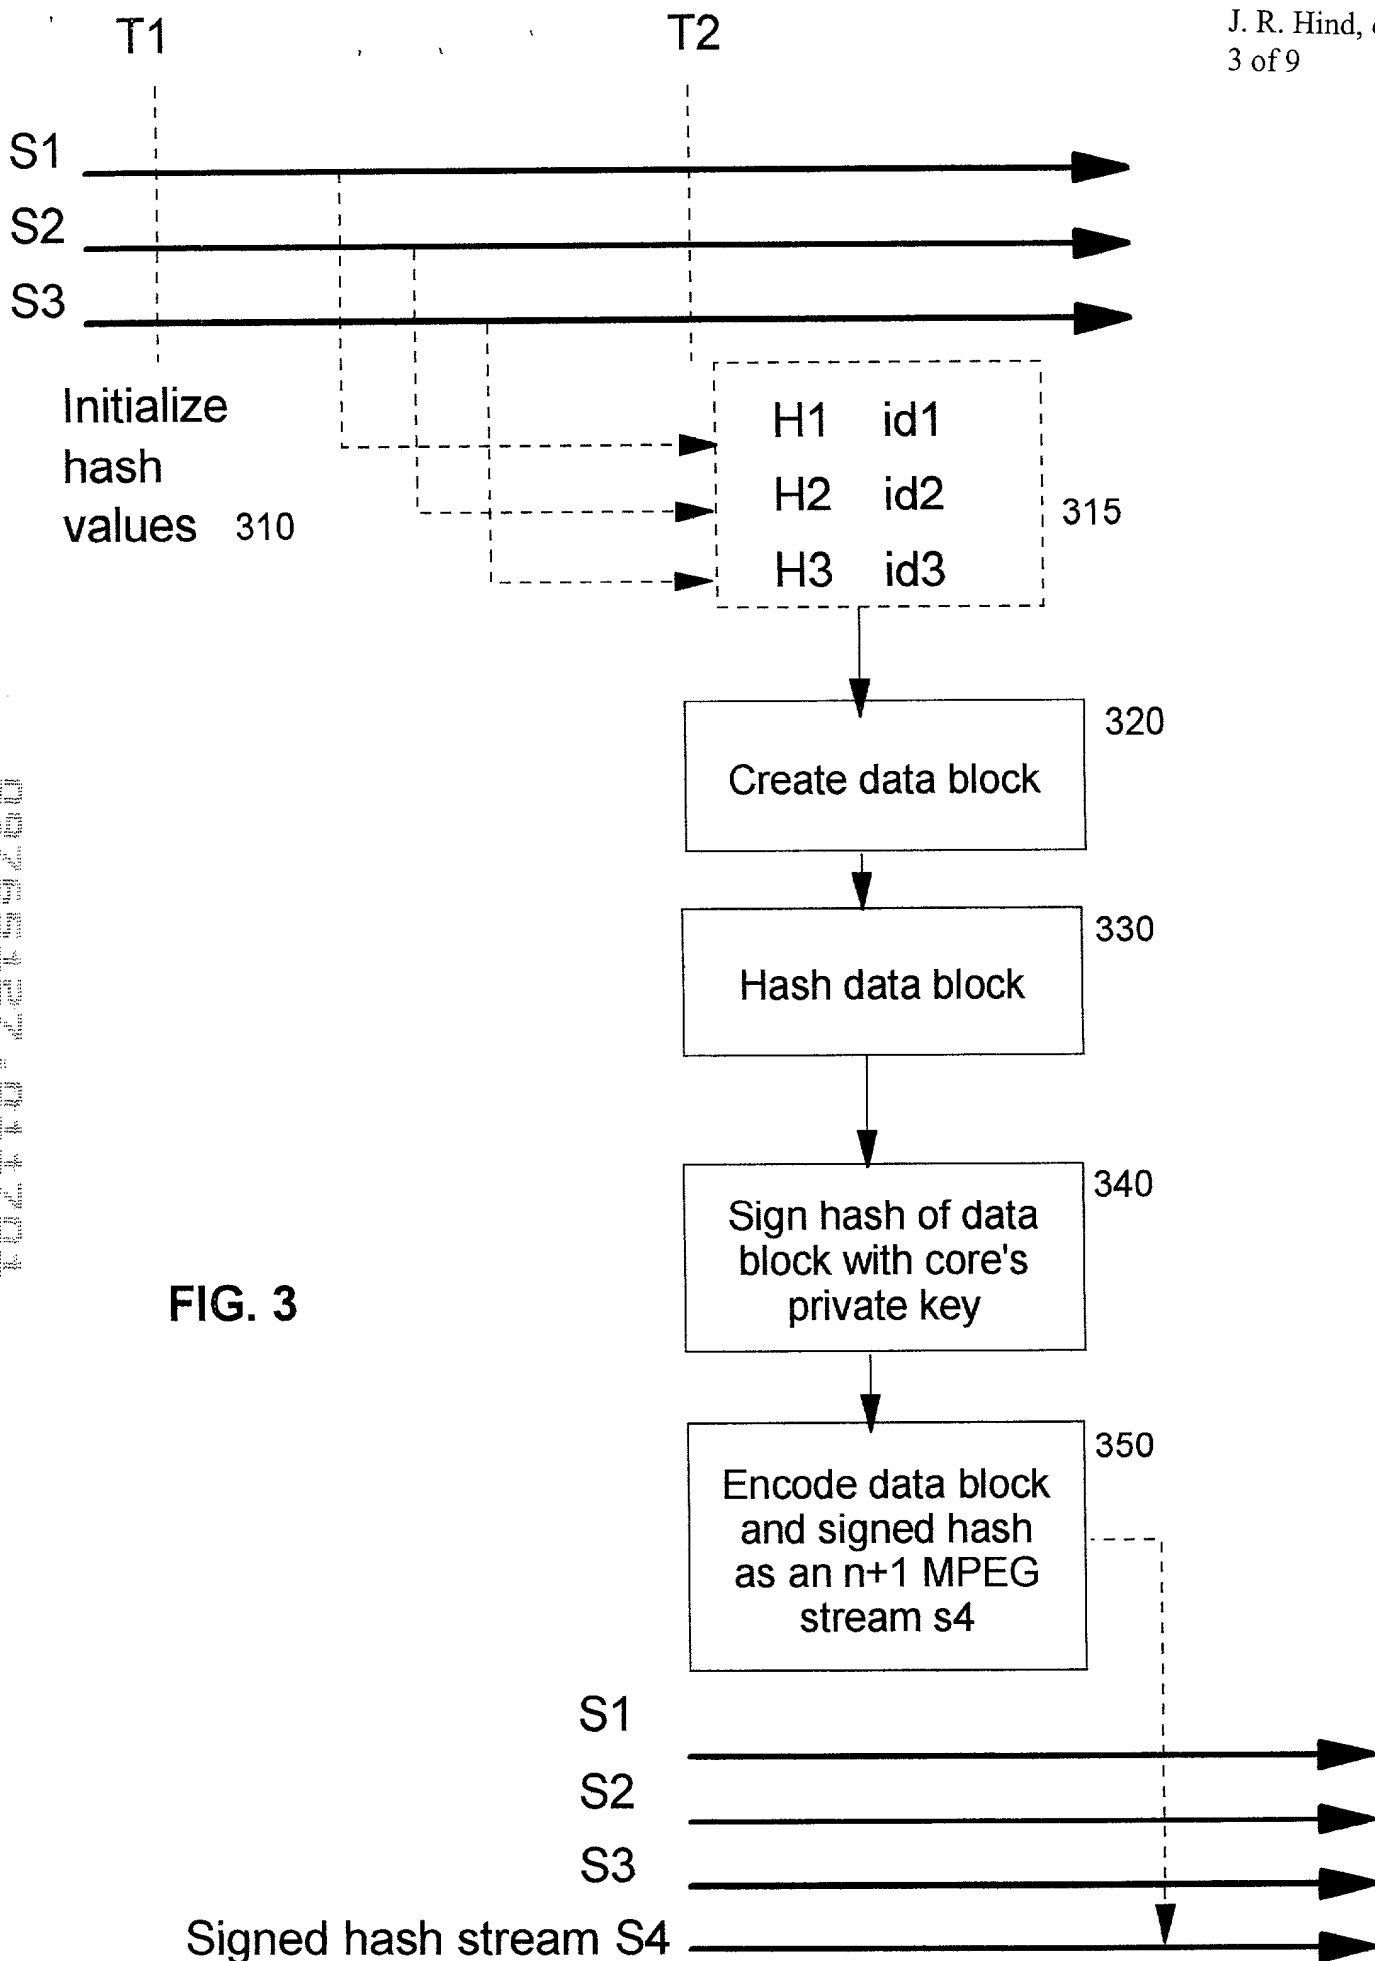 J. R. Hind,
3 of 9
T1 T2
S1
S2
S3
Initialize
hash
values 310
H1 id1
H2 id2
H3 id3
315
320
Create data block
330
Hash data block
340
Sign hash of data
block with core's
private key
350
Encode data block
and signed hash
as an n+1 MPEG
stream s4
FIG. 3
S1
S2
S3
Signed hash stream S4